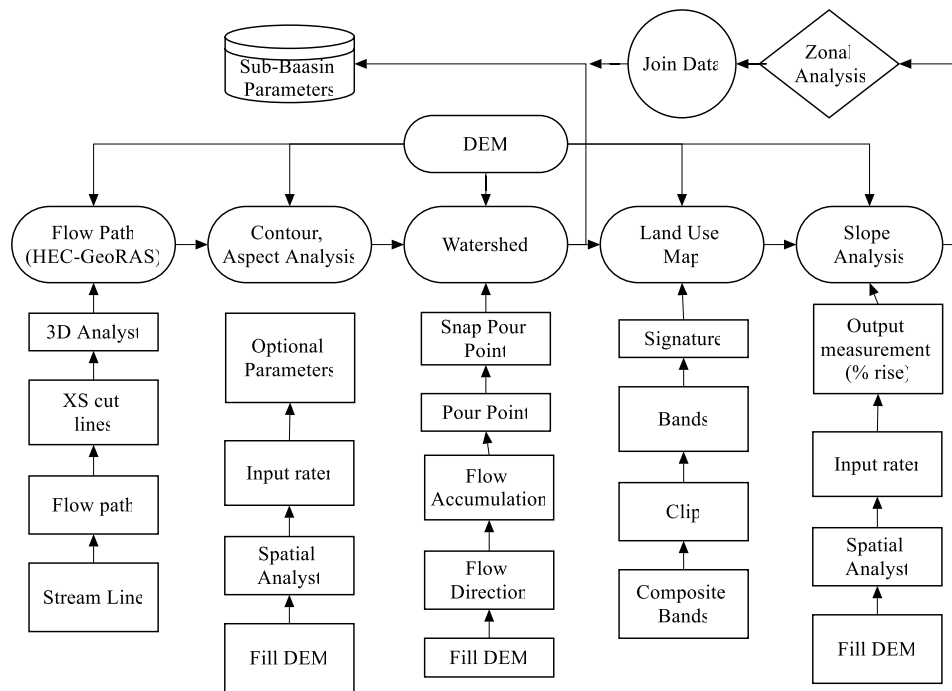 Sub-Baasin
Parameters
Join Data
Zonal
Analysis
DEM
Flow Path
(HEC-GeoRAS)
Contour,
Aspect Analysis
Watershed
Land Use
Map
Slope
Analysis
3D Analyst
XS cut
lines
Flow path
Stream Line
Optional
Parameters
Input rater
Spatial
Analyst
Fill DEM
Snap Pour
Point
Pour Point
Flow
Accumulation
Flow
Direction
Fill DEM
Signature
Bands
Clip
Composite
Bands
Output
measurement
(% rise)
Input rater
Spatial
Analyst
Fill DEM